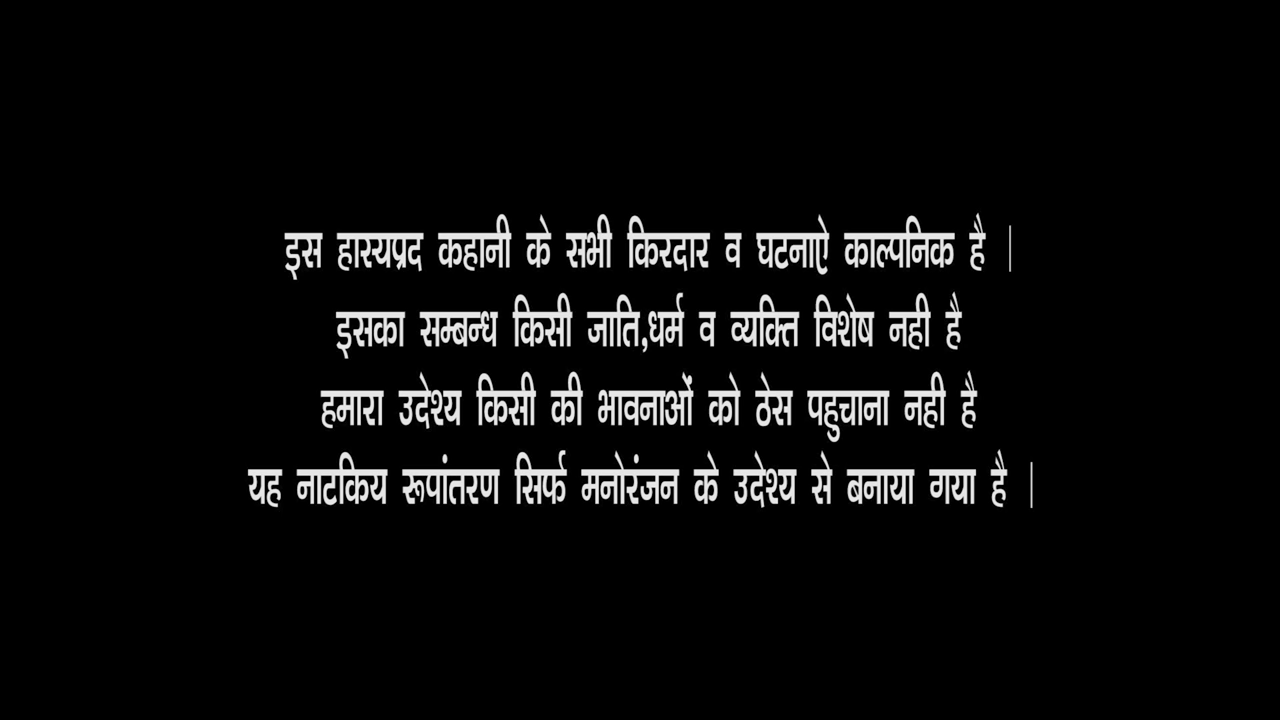 इस हास्यप्रद कहानी के सभी किरदार व घटनाऐ काल्पनिक है |
इसका सम्बन्ध किसी जाति,धर्म व व्यक्ति विशेष नही है
हमारा उदेश्य किसी की भावनाओं को ठेस पहुचाना नही है
यह नाटकिय रूपांतरण सिर्फ मनोरंजन के उदेश्य से बनाया गया है |